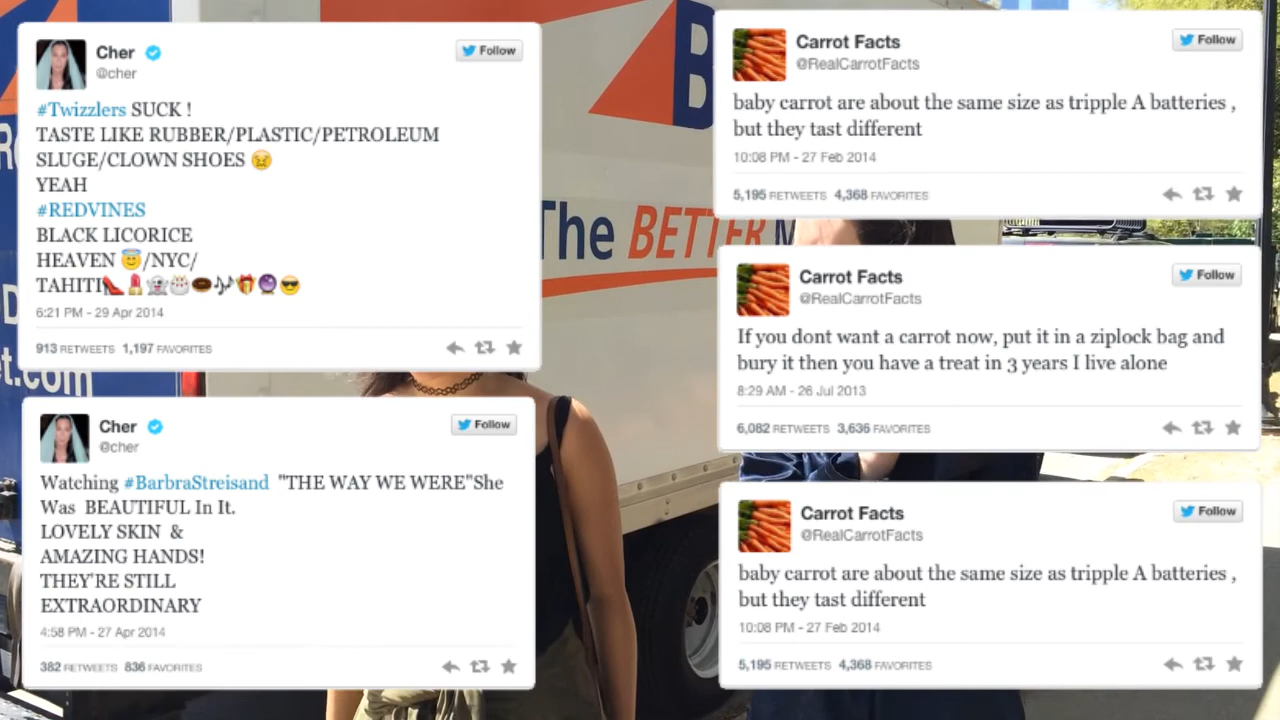 Cher
@cher
Follow
#Twizzlers SUCK !
TASTE LIKE RUBBER/PLASTIC/PETROLEUM
SLUGE/CLOWN SHOES 😣
YEAH
#REDVINES
BLACK LICORICE
HEAVEN 😇/NYC/
TAHITI👠💄👻🎂🍩🎶🎁🔮😎
6:21 PM - 29 Apr 2014
913 RETWEETS 1,197 FAVORITES
Cher
@cher
Follow
Watching #BarbraStreisand "THE WAY WE WERE"She
Was BEAUTIFUL In It.
LOVELY SKIN &
AMAZING HANDS!
THEY'RE STILL
EXTRAORDINARY
4:58 PM - 27 Apr 2014
382 RETWEETS 836 FAVORITES
Carrot Facts
@RealCarrotFacts
Follow
baby carrot are about the same size as tripple A batteries ,
but they tast different
10:08 PM - 27 Feb 2014
5,195 RETWEETS 4,368 FAVORITES
Carrot Facts
@RealCarrotFacts
Follow
If you dont want a carrot now, put it in a ziplock bag and
bury it then you have a treat in 3 years I live alone
8:29 AM - 26 Jul 2013
6,082 RETWEETS 3,636 FAVORITES
Carrot Facts
@RealCarrotFacts
Follow
baby carrot are about the same size as tripple A batteries ,
but they tast different
10:08 PM - 27 Feb 2014
5,195 RETWEETS 4,368 FAVORITES
The BETTER